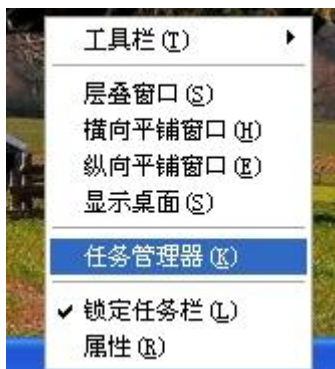 工具栏(T)
层叠窗口(S)
横向平铺窗口(H)
纵向平铺窗口(E)
显示桌面(S)
任务管理器(K)
锁定任务栏(L)
属性(R)